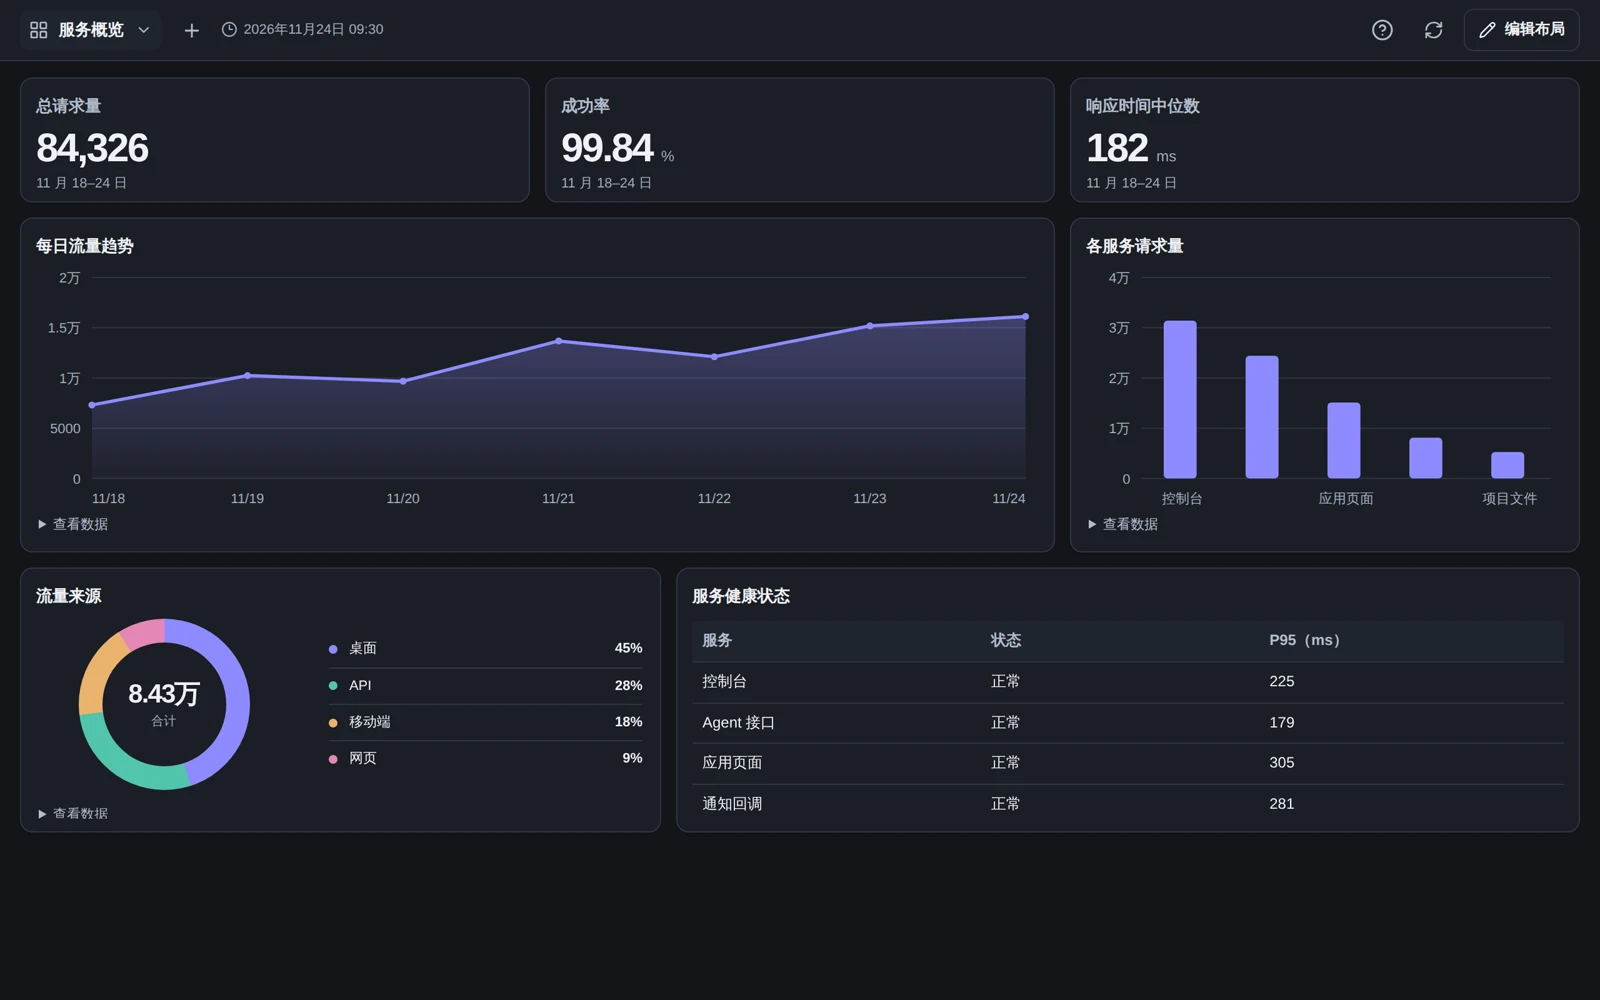 服务概览
2026年11月24日 09:30
编辑布局
总请求量
84,326
11 月 18–24 日
成功率
99.84 %
11 月 18–24 日
响应时间中位数
182 ms
11 月 18–24 日
每日流量趋势
2万
1.5万
1万
5000
0
11/18 11/19 11/20 11/21 11/22 11/23 11/24
查看数据
各服务请求量
4万
3万
2万
1万
0
控制台 应用页面 项目文件
查看数据
流量来源
8.43万
合计
桌面 45%
API 28%
移动端 18%
网页 9%
查看数据
服务健康状态
服务 状态 P95（ms）
控制台 正常 225
Agent 接口 正常 179
应用页面 正常 305
通知回调 正常 281